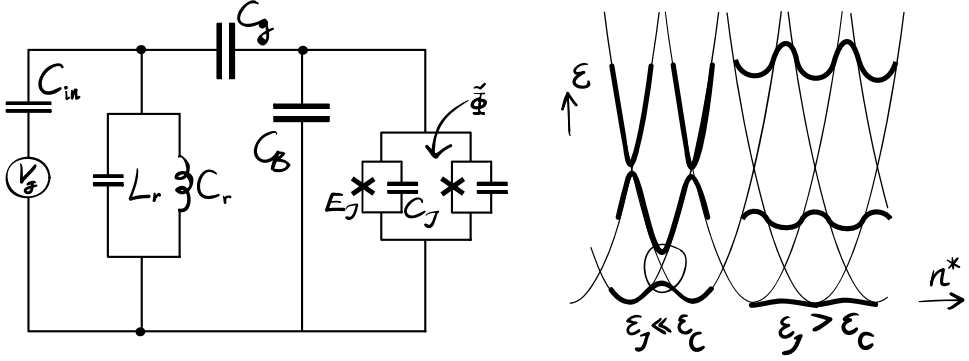 C_g
C_in
V_g
L_r
C_r
C_B
Φ̃
E_J
C_J
ε
n*
ε_J ≪ ε_C
ε_J > ε_C